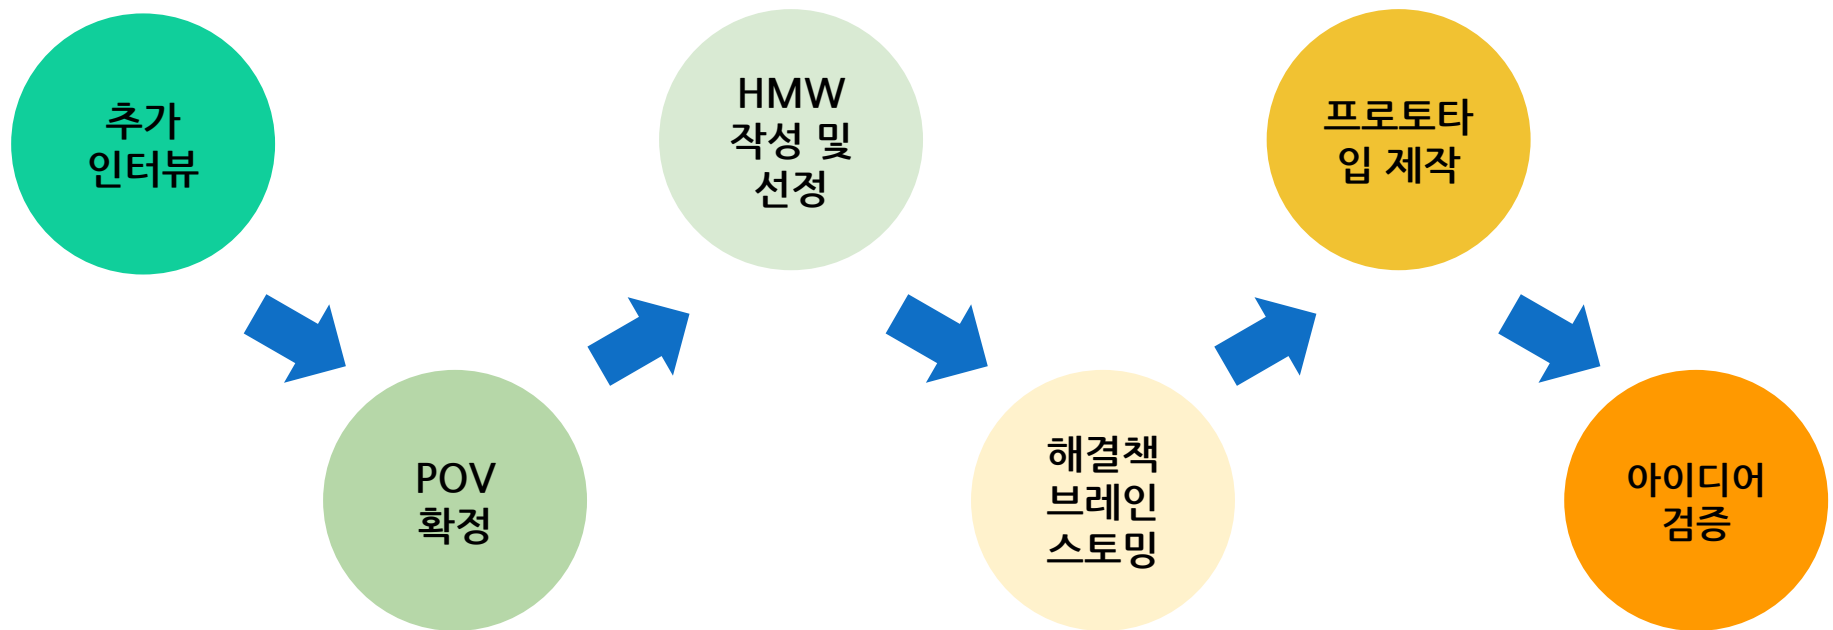 추가
인터뷰
POV
확정
HMW
작성 및
선정
해결책
브레인
스토밍
프로토타
입 제작
아이디어
검증